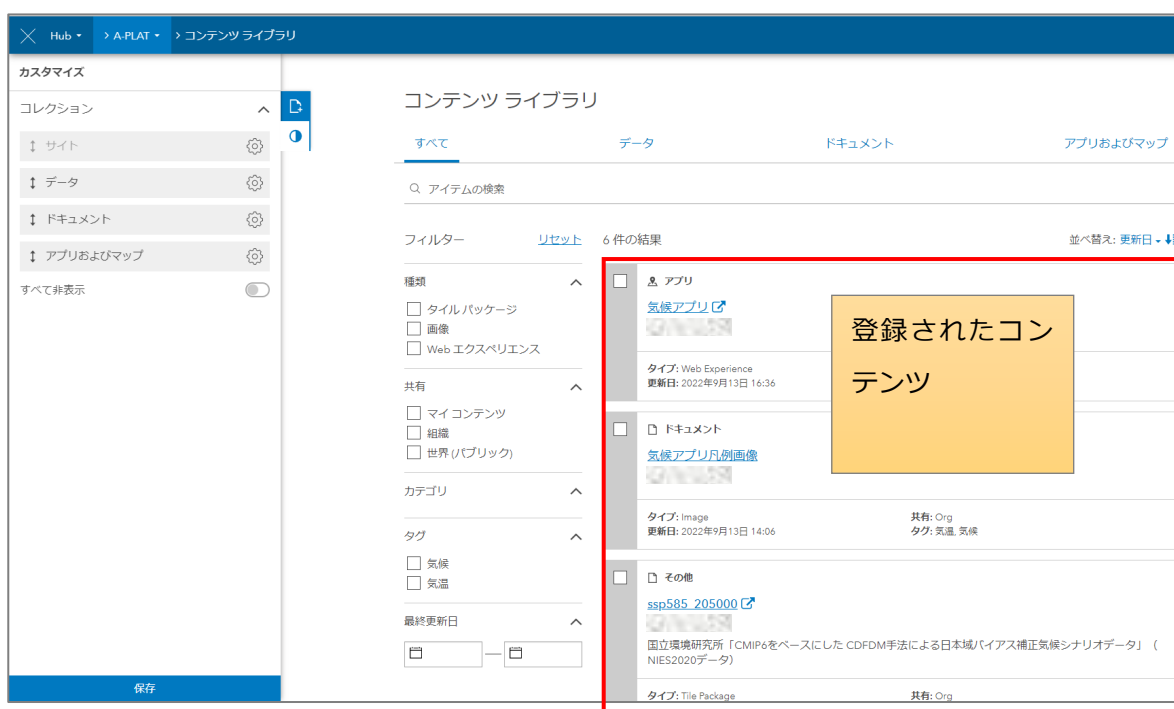 Hub
> A-PLAT
> コンテンツ ライブラリ
カスタマイズ
コレクション
サイト
データ
ドキュメント
アプリおよびマップ
すべて非表示
保存
コンテンツ ライブラリ
すべて
データ
ドキュメント
アプリおよびマップ
アイテムの検索
フィルター
リセット
6 件の結果
並べ替え: 更新日
種類
タイル パッケージ
画像
Web エクスペリエンス
共有
マイ コンテンツ
組織
世界 (パブリック)
カテゴリ
タグ
気候
気温
最終更新日
アプリ
気候アプリ
タイプ: Web Experience
更新日: 2022年9月13日 16:36
登録されたコン
テンツ
ドキュメント
気候アプリ凡例画像
タイプ: Image
共有: Org
更新日: 2022年9月13日 14:06
タグ: 気温, 気候
その他
ssp585_205000
国立環境研究所「CMIP6をベースにした CDFDM手法による日本域バイアス補正気候シナリオデータ」（
NIES2020データ）
タイプ: Tile Package
共有: Org